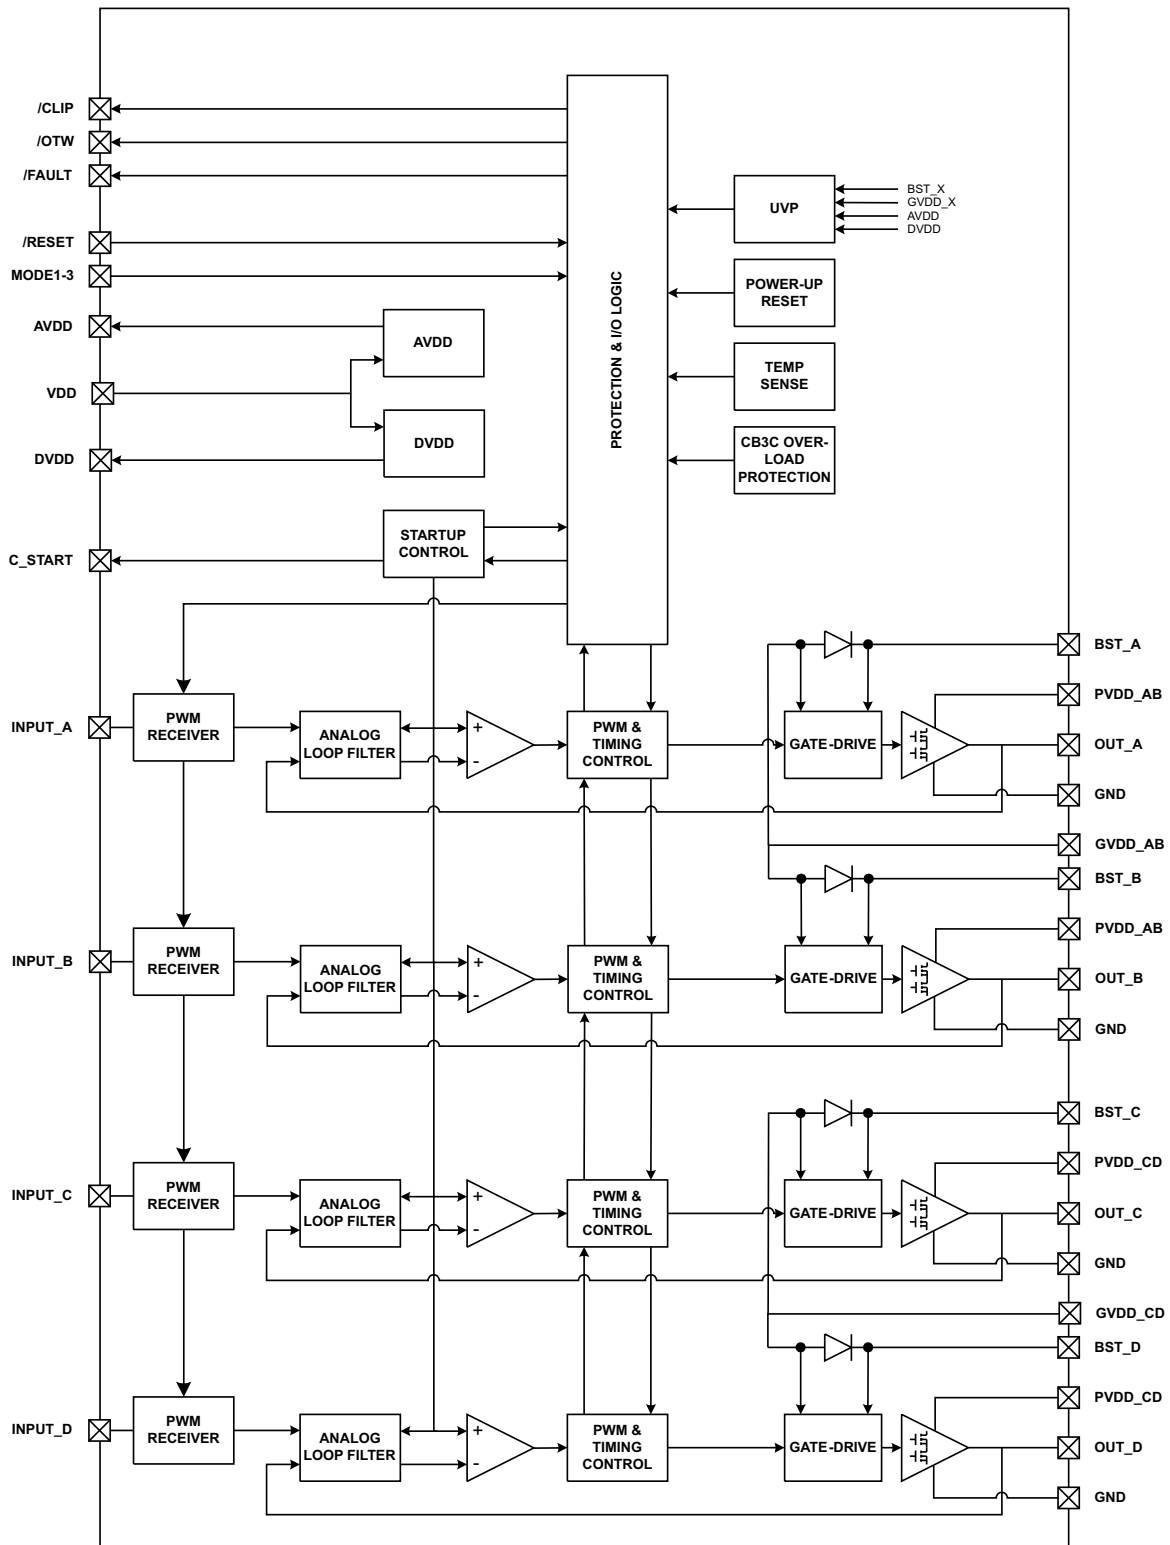 /CLIP
/OTW
/FAULT
/RESET
MODE1-3
AVDD
VDD
DVDD
C_START
AVDD
DVDD
STARTUP
CONTROL
PROTECTION & I/O LOGIC
UVP
BST_X
GVDD_X
AVDD
DVDD
POWER-UP
RESET
TEMP
SENSE
CB3C OVER-
LOAD
PROTECTION
INPUT_A
PWM
RECEIVER
ANALOG
LOOP FILTER
+
-
PWM &
TIMING
CONTROL
GATE-DRIVE
BST_A
PVDD_AB
OUT_A
GND
GVDD_AB
BST_B
INPUT_B
PWM
RECEIVER
ANALOG
LOOP FILTER
+
-
PWM &
TIMING
CONTROL
GATE-DRIVE
PVDD_AB
OUT_B
GND
BST_C
INPUT_C
PWM
RECEIVER
ANALOG
LOOP FILTER
+
-
PWM &
TIMING
CONTROL
GATE-DRIVE
PVDD_CD
OUT_C
GND
GVDD_CD
BST_D
INPUT_D
PWM
RECEIVER
ANALOG
LOOP FILTER
+
-
PWM &
TIMING
CONTROL
GATE-DRIVE
PVDD_CD
OUT_D
GND